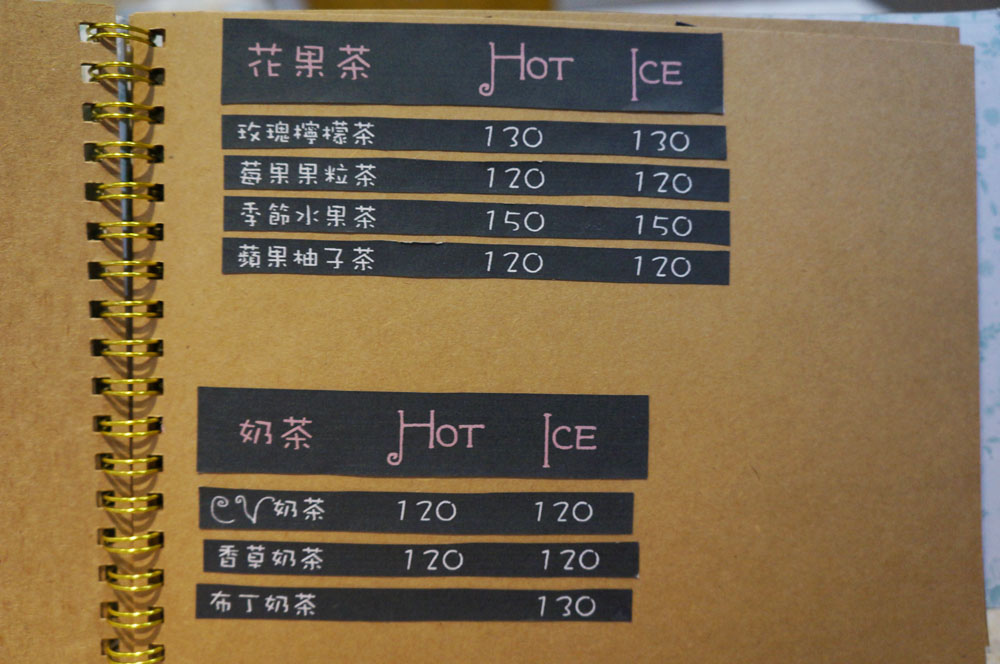 花果茶 HOT ICE
玫瑰檸檬茶 130 130
莓果果粒茶 120 120
季節水果茶 150 150
蘋果柚子茶 120 120
奶茶 HOT ICE
CV奶茶 120 120
香草奶茶 120 120
布丁奶茶 130